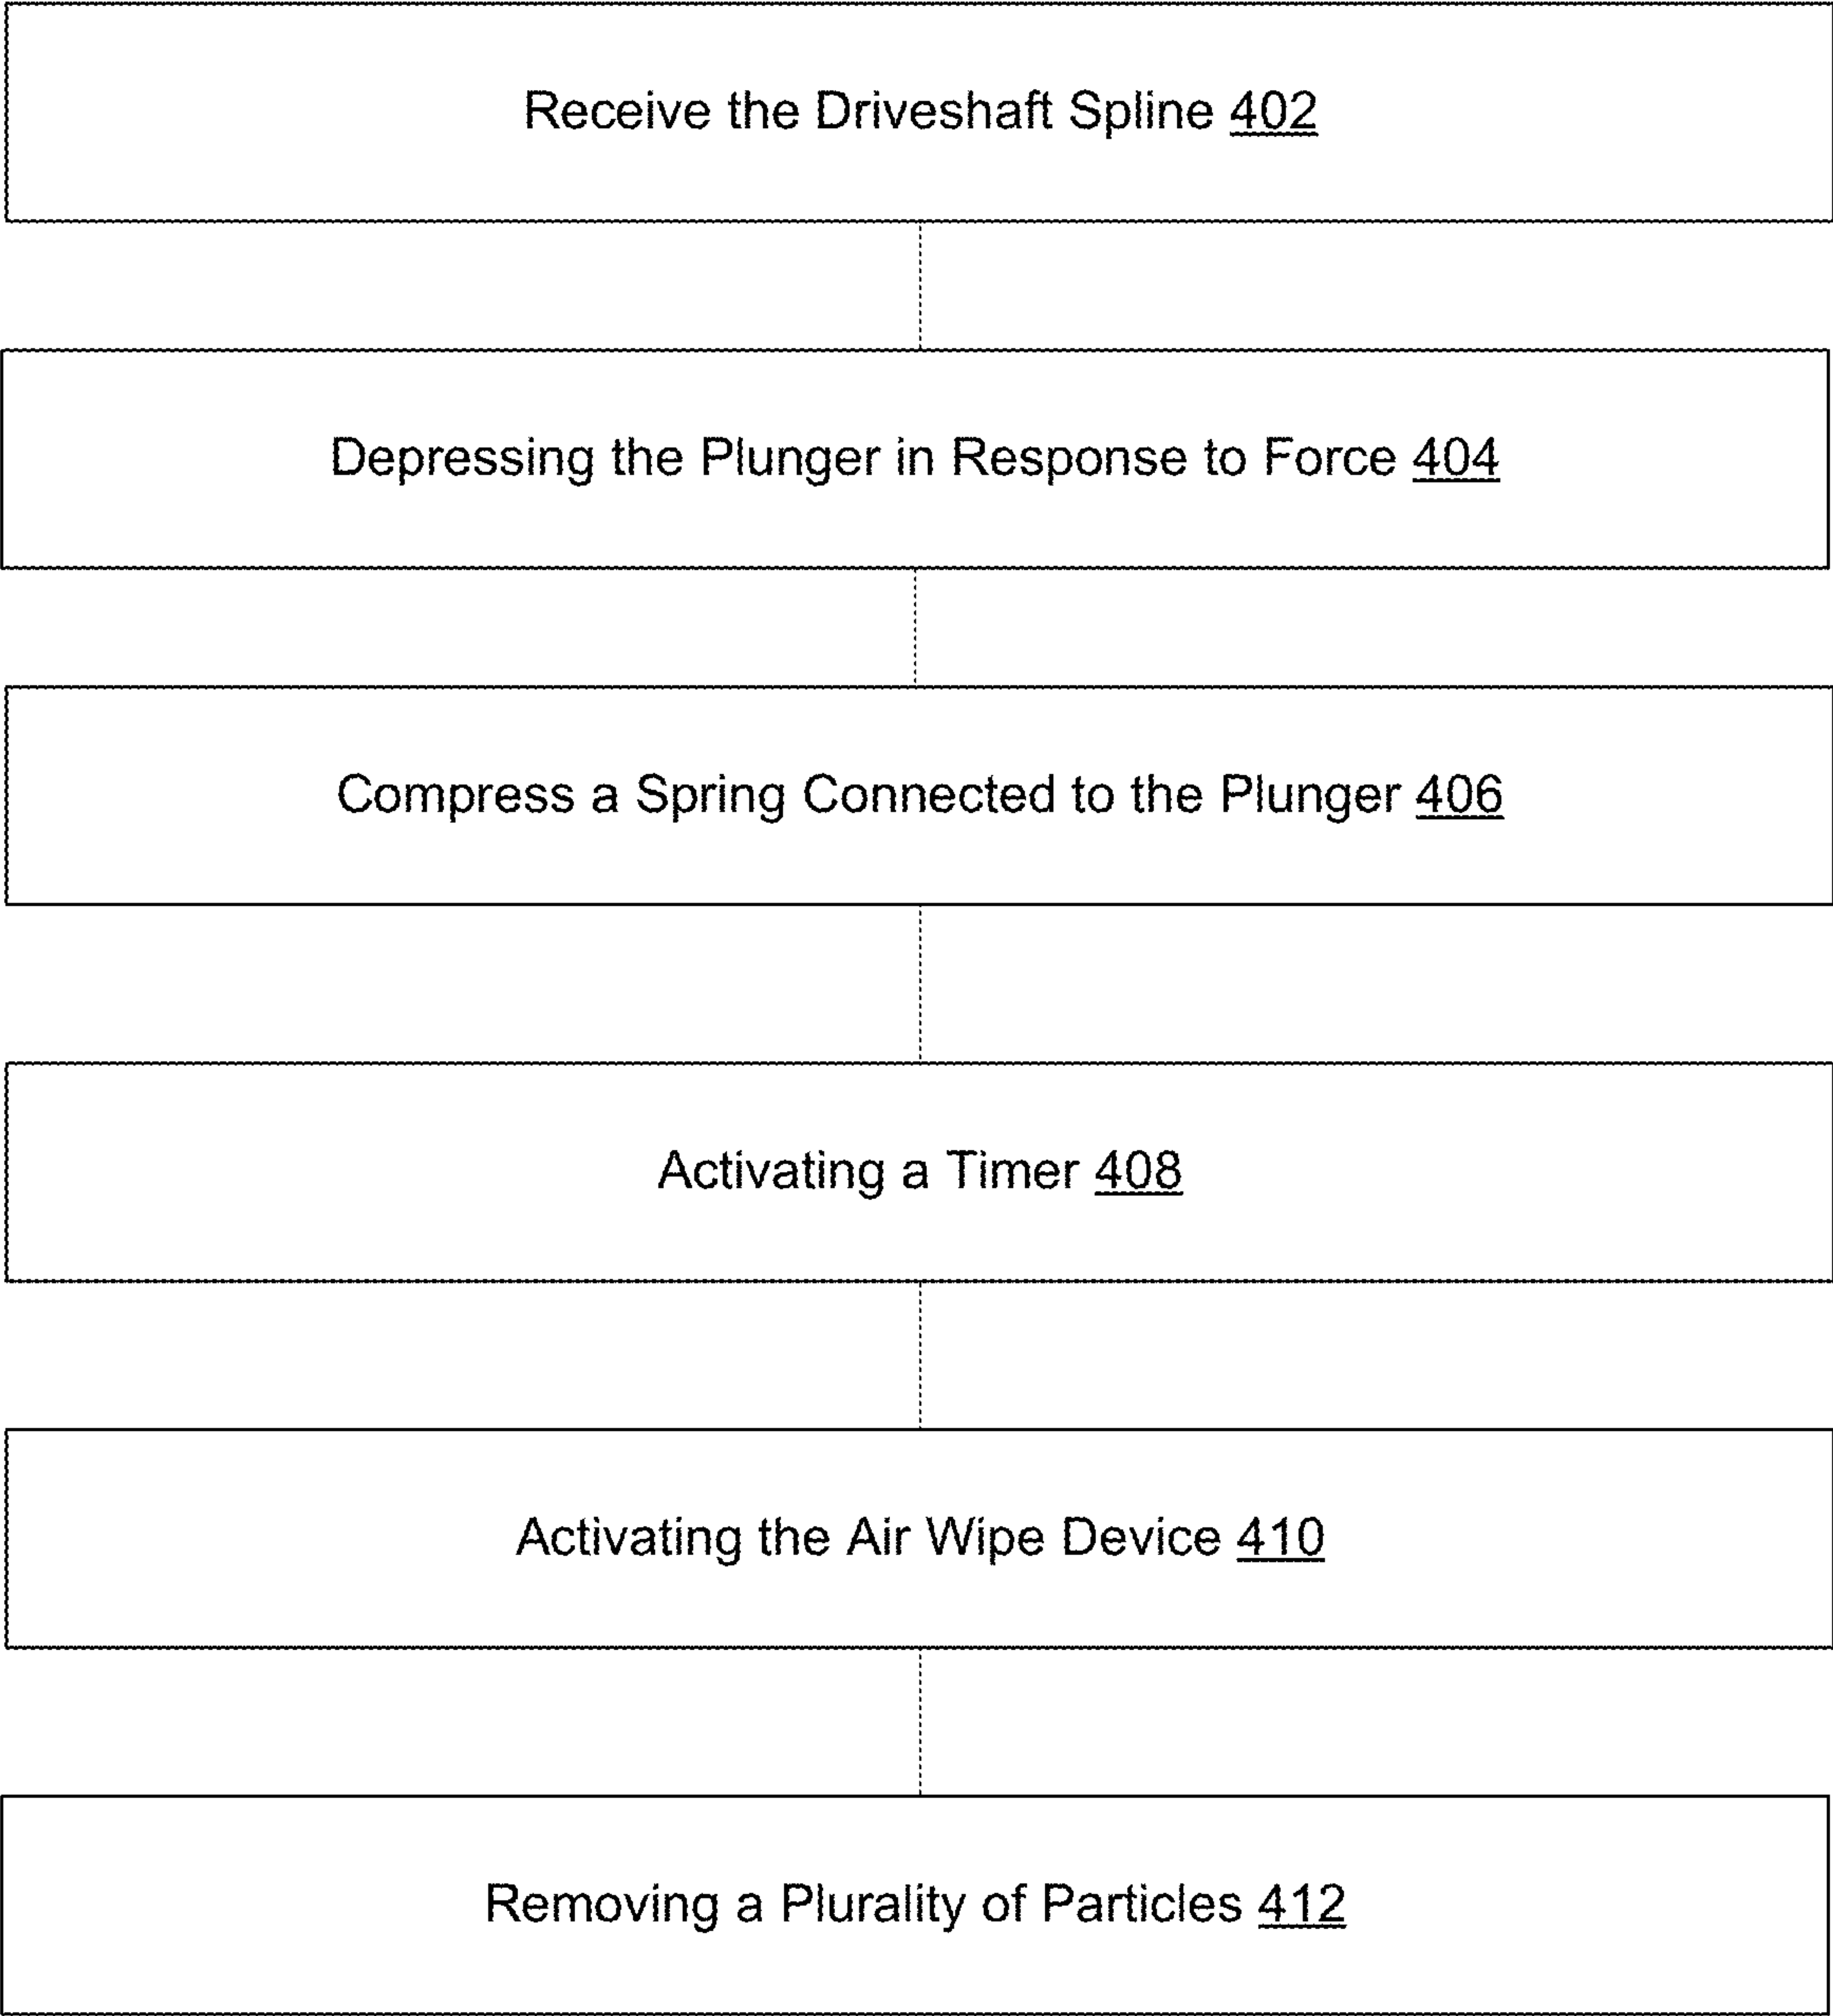 Receive the Driveshaft Spline 402
Depressing the Plunger in Response to Force 404
Compress a Spring Connected to the Plunger 406
Activating a Timer 408
Activating the Air Wipe Device 410
Removing a Plurality of Particles 412